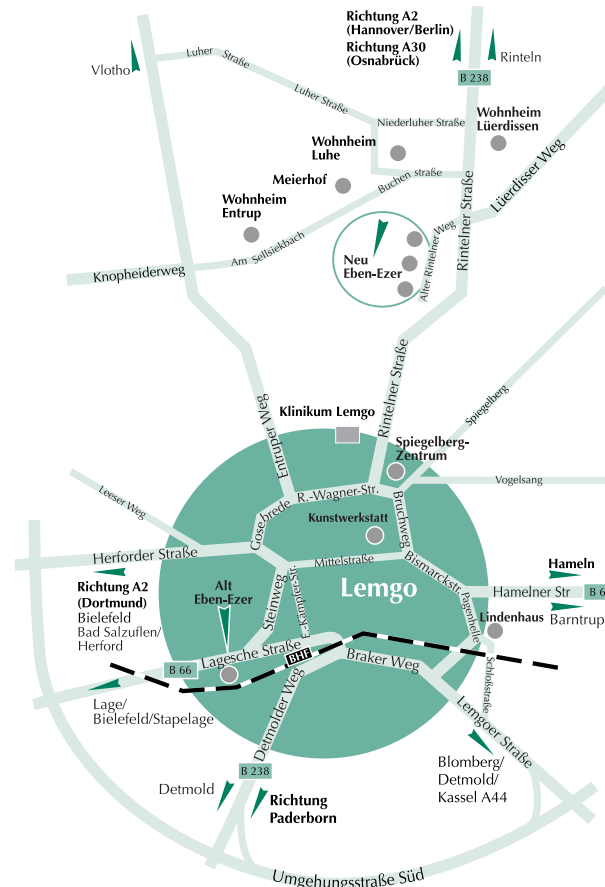 Richtung A2
(Hannover/Berlin)
Richtung A30
(Osnabrück)
Rinteln
Vlotho
Luher Straße
B 238
Luher Straße
Niederluher Straße
Wohnheim
Lüerdissen
Wohnheim
Luhe
Meierhof
Buchen straße
Lüerdisser Weg
Wohnheim
Entrup
Rintelner Straße
Am Sellsiekbach
Alter Rintelner Weg
Neu
Eben-Ezer
Knopheiderweg
Spiegelberg
Klinikum Lemgo
Rintelner Straße
Entruper Weg
Spiegelberg-
Zentrum
Vogelsang
Leeser Weg
R.-Wagner-Str.
Gosebrede
Kunstwerkstatt
Bruchweg
Herforder Straße
Mittelstraße
Bismarckstr.
Hameln
Richtung A2
(Dortmund)
Bielefeld
Bad Salzuflen/
Herford
Alt
Eben-Ezer
Steinweg
E.-Kämpfer-Str.
Lemgo
Pagenhelle
Hamelner Str
B 6
Lindenhaus
Barntrup
Lagesche Straße
BHF
B 66
Braker Weg
Schloßstraße
Lage/
Bielefeld/Stapelage
Detmolder Weg
Lemgoer Straße
Blomberg/
Detmold/
Kassel A44
B 238
Detmold
Richtung
Paderborn
Umgehungsstraße Süd